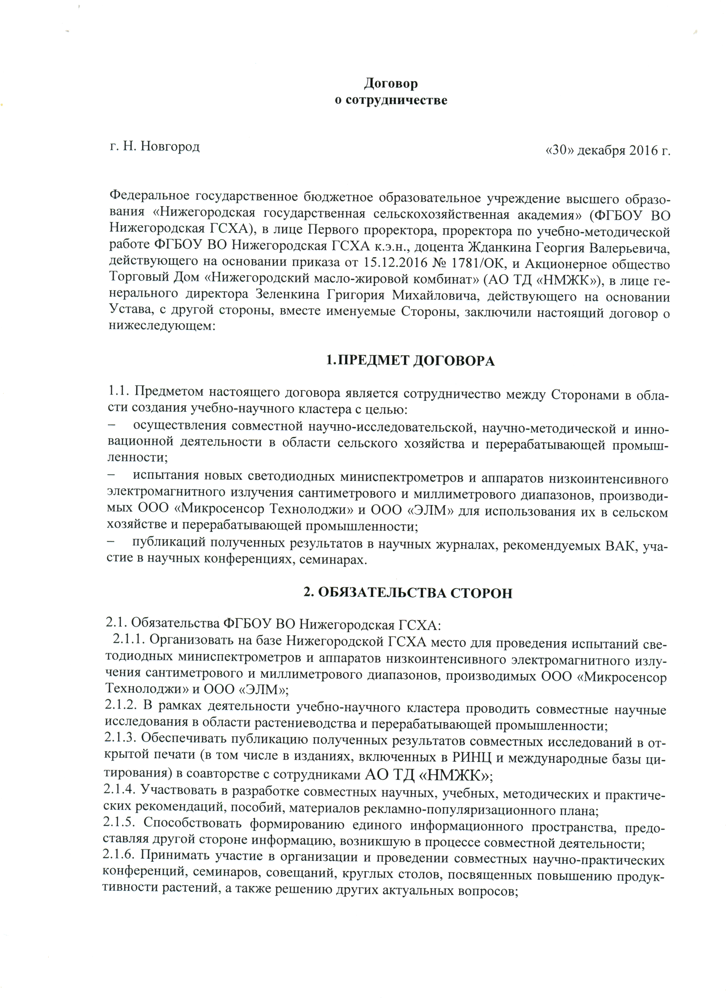 Договор
о сотрудничестве
г. Н. Новгород
«30» декабря 2016 г.
Федеральное государственное бюджетное образовательное учреждение высшего образо-
вания «Нижегородская государственная сельскохозяйственная академия» (ФГБОУ ВО
Нижегородская ГСХА), в лице Первого проректора, проректора по учебно-методической
работе ФГБОУ ВО Нижегородская ГСХА к.э.н., доцента Жданкина Георгия Валерьевича,
действующего на основании приказа от 15.12.2016 № 1781/ОК, и Акционерное общество
Торговый Дом «Нижегородский масло-жировой комбинат» (АО ТД «НМЖК»), в лице ге-
нерального директора Зеленкина Григория Михайловича, действующего на основании
Устава, с другой стороны, вместе именуемые Стороны, заключили настоящий договор о
нижеследующем:
1.ПРЕДМЕТ ДОГОВОРА
1.1. Предметом настоящего договора является сотрудничество между Сторонами в обла-
сти создания учебно-научного кластера с целью:
– осуществления совместной научно-исследовательской, научно-методической и инно-
вационной деятельности в области сельского хозяйства и перерабатывающей промыш-
ленности;
– испытания новых светодиодных миниспектрометров и аппаратов низкоинтенсивного
электромагнитного излучения сантиметрового и миллиметрового диапазонов, производи-
мых ООО «Микросенсор Технолоджи» и ООО «ЭЛМ» для использования их в сельском
хозяйстве и перерабатывающей промышленности;
– публикаций полученных результатов в научных журналах, рекомендуемых ВАК, уча-
стие в научных конференциях, семинарах.
2. ОБЯЗАТЕЛЬСТВА СТОРОН
2.1. Обязательства ФГБОУ ВО Нижегородская ГСХА:
2.1.1. Организовать на базе Нижегородской ГСХА место для проведения испытаний све-
тодиодных миниспектрометров и аппаратов низкоинтенсивного электромагнитного излу-
чения сантиметрового и миллиметрового диапазонов, производимых ООО «Микросенсор
Технолоджи» и ООО «ЭЛМ»;
2.1.2. В рамках деятельности учебно-научного кластера проводить совместные научные
исследования в области растениеводства и перерабатывающей промышленности;
2.1.3. Обеспечивать публикацию полученных результатов совместных исследований в от-
крытой печати (в том числе в изданиях, включенных в РИНЦ и международные базы ци-
тирования) в соавторстве с сотрудниками АО ТД «НМЖК»;
2.1.4. Участвовать в разработке совместных научных, учебных, методических и практиче-
ских рекомендаций, пособий, материалов рекламно-популяризационного плана;
2.1.5. Способствовать формированию единого информационного пространства, предо-
ставляя другой стороне информацию, возникшую в процессе совместной деятельности;
2.1.6. Принимать участие в организации и проведении совместных научно-практических
конференций, семинаров, совещаний, круглых столов, посвященных повышению продук-
тивности растений, а также решению других актуальных вопросов;